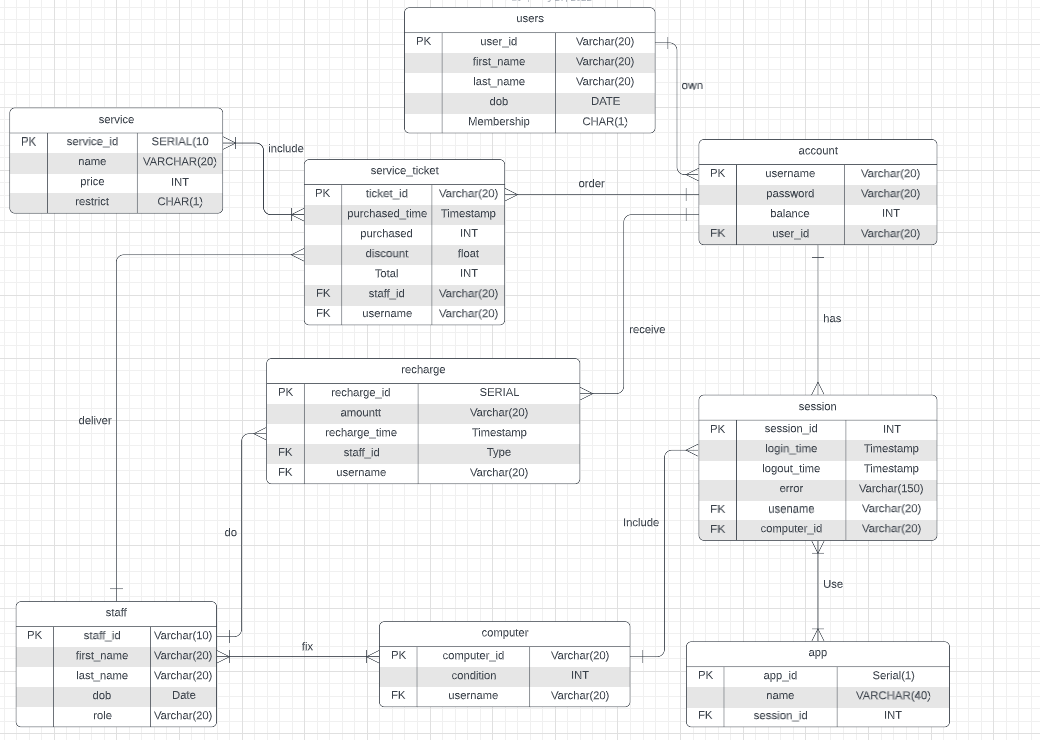 users
PK user_id Varchar(20)
first_name Varchar(20)
last_name Varchar(20)
dob DATE
Membership CHAR(1)
own
service
PK service_id SERIAL(10
name VARCHAR(20)
price INT
restrict CHAR(1)
include
service_ticket
PK ticket_id Varchar(20)
purchased_time Timestamp
purchased INT
discount float
Total INT
FK staff_id Varchar(20)
FK username Varchar(20)
order
account
PK username Varchar(20)
password Varchar(20)
balance INT
FK user_id Varchar(20)
has
receive
recharge
PK recharge_id SERIAL
amountt Varchar(20)
recharge_time Timestamp
FK staff_id Type
FK username Varchar(20)
deliver
session
PK session_id INT
login_time Timestamp
logout_time Timestamp
error Varchar(150)
FK usename Varchar(20)
FK computer_id Varchar(20)
Include
do
Use
staff
PK staff_id Varchar(10)
first_name Varchar(20)
last_name Varchar(20)
dob Date
role Varchar(20)
fix
computer
PK computer_id Varchar(20)
condition INT
FK username Varchar(20)
app
PK app_id Serial(1)
name VARCHAR(40)
FK session_id INT